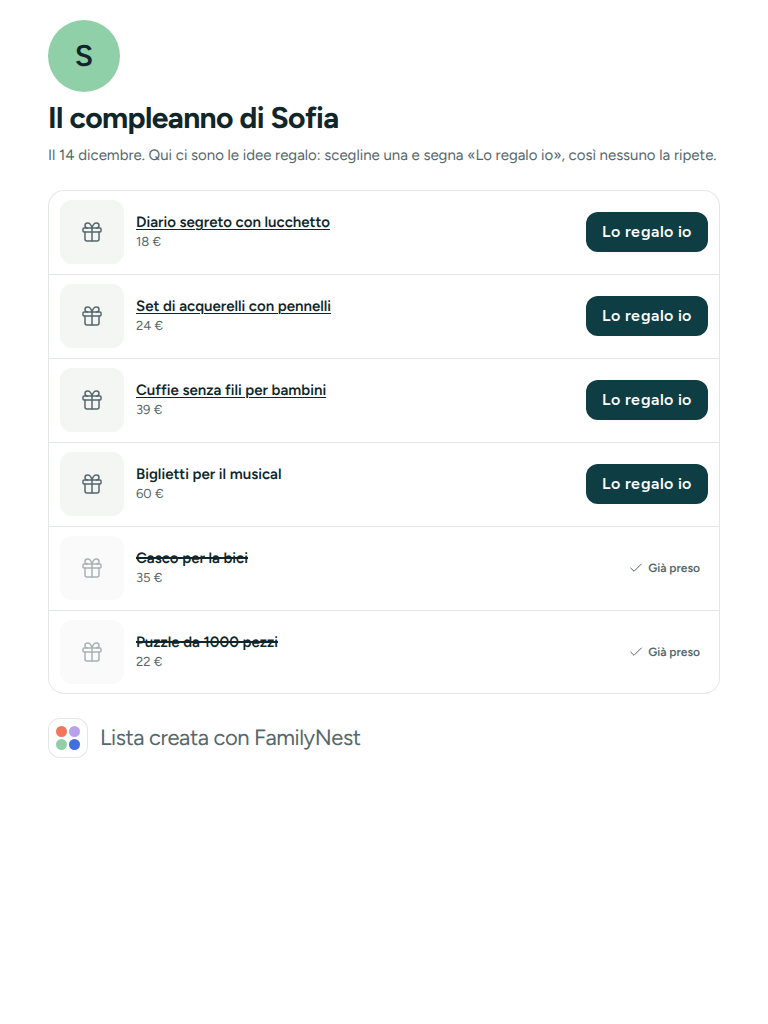 S
Il compleanno di Sofia
Il 14 dicembre. Qui ci sono le idee regalo: scegline una e segna «Lo regalo io», così nessuno la ripete.
Diario segreto con lucchetto
18 €
Lo regalo io
Set di acquerelli con pennelli
24 €
Lo regalo io
Cuffie senza fili per bambini
39 €
Lo regalo io
Biglietti per il musical
60 €
Lo regalo io
Casco per la bici
35 €
Già preso
Puzzle da 1000 pezzi
22 €
Già preso
Lista creata con FamilyNest